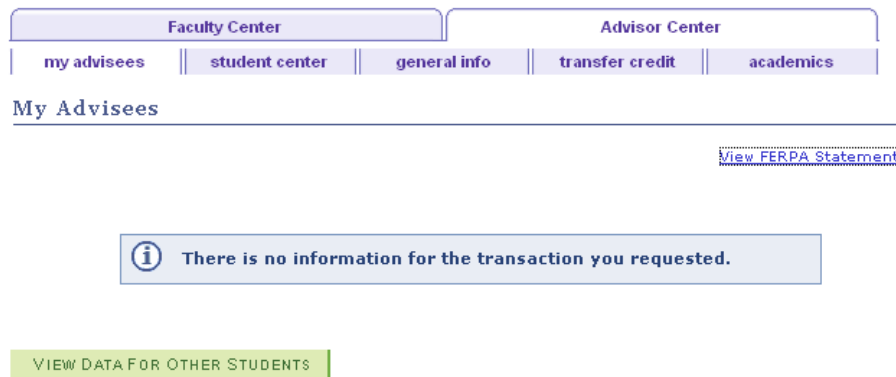 Faculty Center Advisor Center
my advisees student center general info transfer credit academics
My Advisees
View FERPA Statement
There is no information for the transaction you requested.
VIEW DATA FOR OTHER STUDENTS